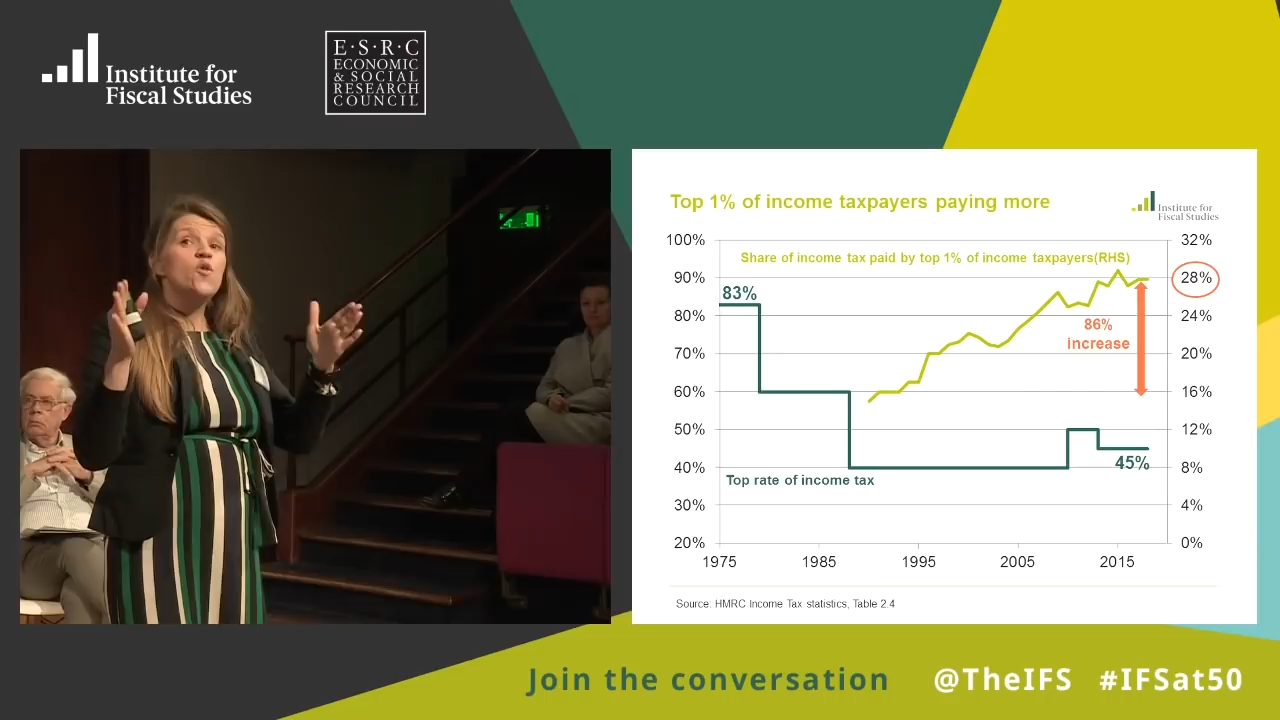 Institute for
Fiscal Studies
E·S·R·C
ECONOMIC
& SOCIAL
RESEARCH
COUNCIL
Top 1% of income taxpayers paying more
Institute for
Fiscal Studies
Share of income tax paid by top 1% of income taxpayers(RHS)
100%
90%
80%
70%
60%
50%
40%
30%
20%
32%
28%
24%
20%
16%
12%
8%
4%
0%
83%
86%
increase
45%
Top rate of income tax
1975
1985
1995
2005
2015
Source: HMRC Income Tax statistics, Table 2.4
Join the conversation @TheIFS #IFSat50